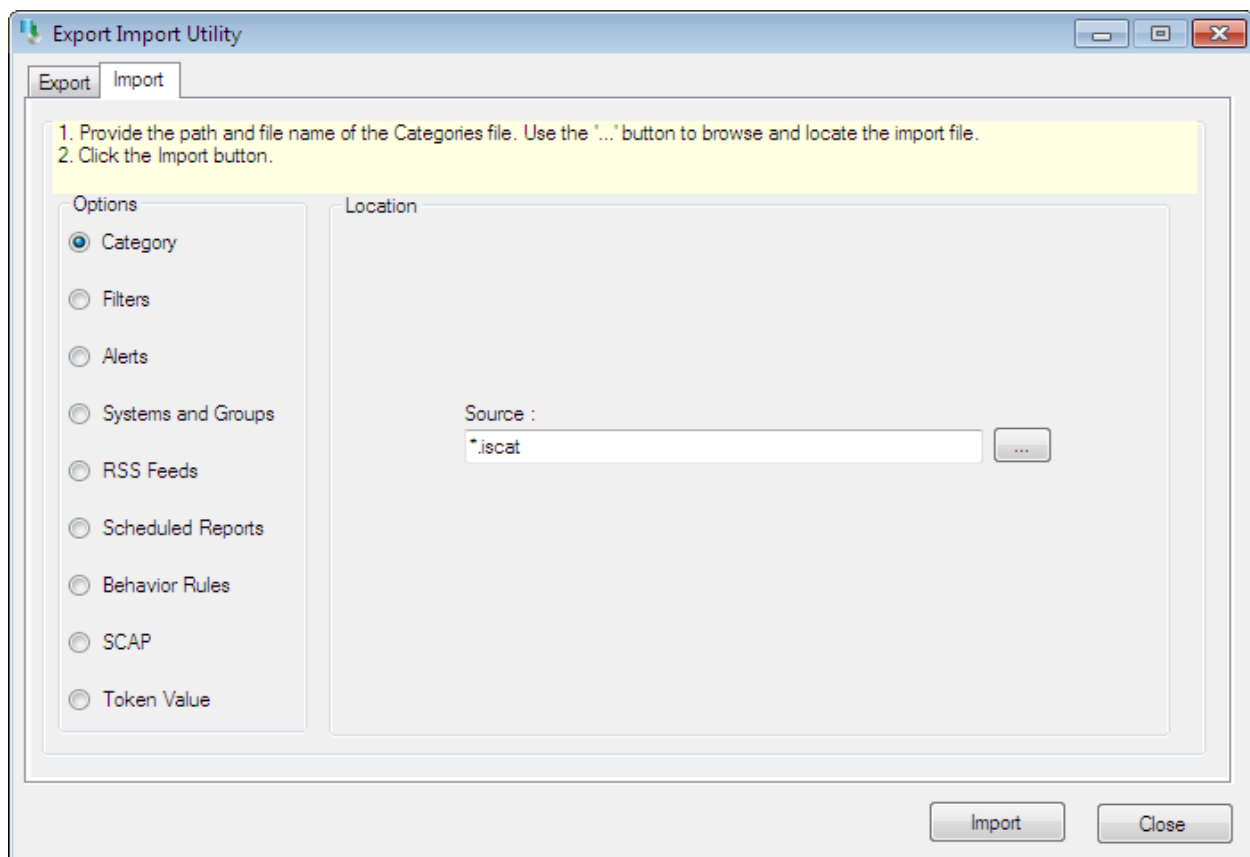 Export Import Utility
Export
Import
1. Provide the path and file name of the Categories file. Use the '...' button to browse and locate the import file.
2. Click the Import button.
Options
Location
Category
Filters
Alerts
Systems and Groups
RSS Feeds
Scheduled Reports
Behavior Rules
SCAP
Token Value
Source :
*.iscat
...
Import
Close